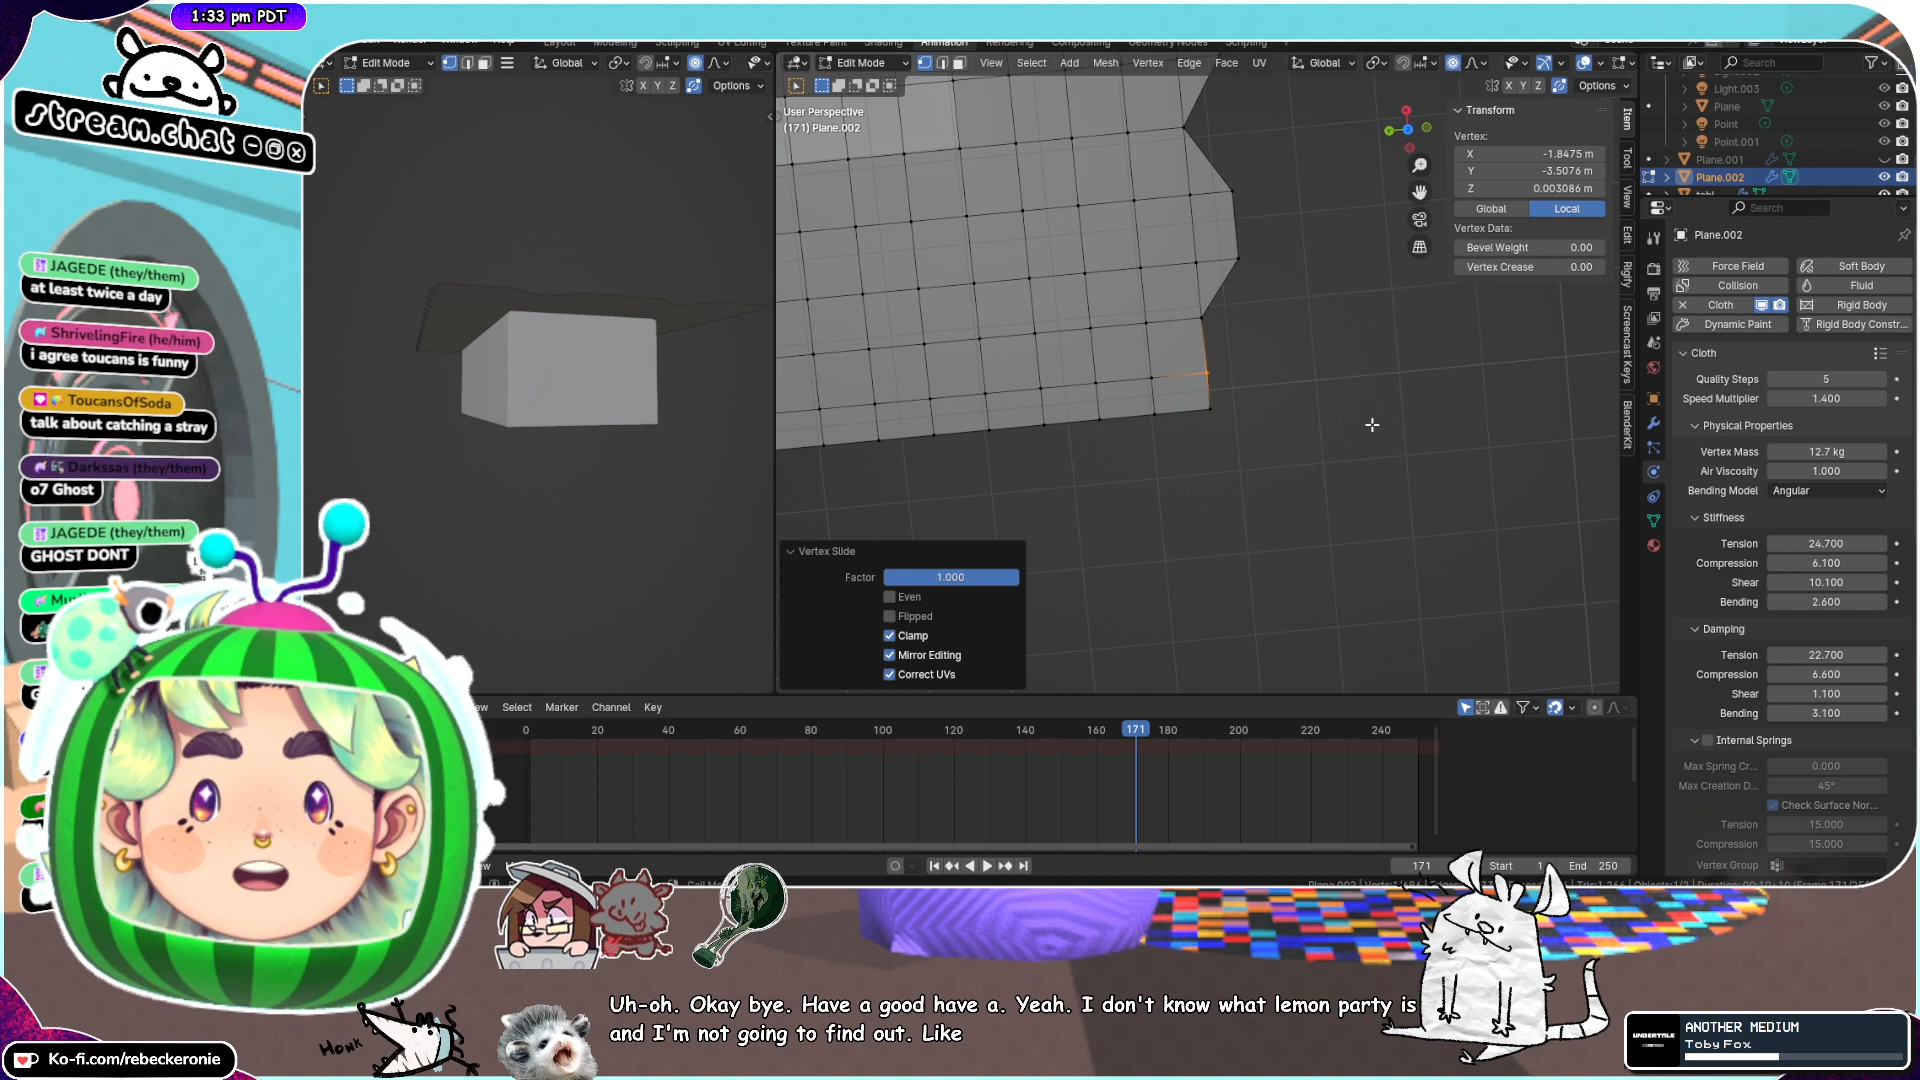 1:33 pm PDT
stream.chat
JAGEDE (they/them)
at least twice a day
ShrivelingFire (he/him)
i agree toucans is funny
ToucansOfSoda
talk about catching a stray
Darkssas (they/them)
o7 Ghost
JAGEDE (they/them)
GHOST DONT
Edit Mode
Global
X Y Z
Options
Edit Mode
View Select Add Mesh Vertex Edge Face UV
Global
X Y Z
Options
User Perspective
(171) Plane.002
Transform
Vertex:
X -1.8475 m
Y -3.5076 m
Z 0.003086 m
Global Local
Vertex Data:
Bevel Weight 0.00
Vertex Crease 0.00
Item
Tool
View
Edit
Rigify
Screencast Keys
BlenderKit
Search
Light.003
Plane
Point
Point.001
Plane.001
Plane.002
Search
Plane.002
Force Field Soft Body
Collision Fluid
Cloth Rigid Body
Dynamic Paint Rigid Body Constr...
Cloth
Quality Steps 5
Speed Multiplier 1.400
Physical Properties
Vertex Mass 12.7 kg
Air Viscosity 1.000
Bending Model Angular
Stiffness
Tension 24.700
Compression 6.100
Shear 10.100
Bending 2.600
Damping
Tension 22.700
Compression 6.600
Shear 1.100
Bending 3.100
Internal Springs
Max Spring Cr... 0.000
Max Creation D... 45°
Check Surface Nor...
Tension 15.000
Compression 15.000
Vertex Group
Vertex Slide
Factor 1.000
Even
Flipped
Clamp
Mirror Editing
Correct UVs
Select Marker Channel Key
0 20 40 60 80 100 120 140 160 171 180 200 220 240
171 Start 1 End 250
Uh-oh. Okay bye. Have a good have a. Yeah. I don't know what lemon party is
and I'm not going to find out. Like
HONK
Ko-fi.com/rebeckeronie
UNDERTALE
ANOTHER MEDIUM
Toby Fox